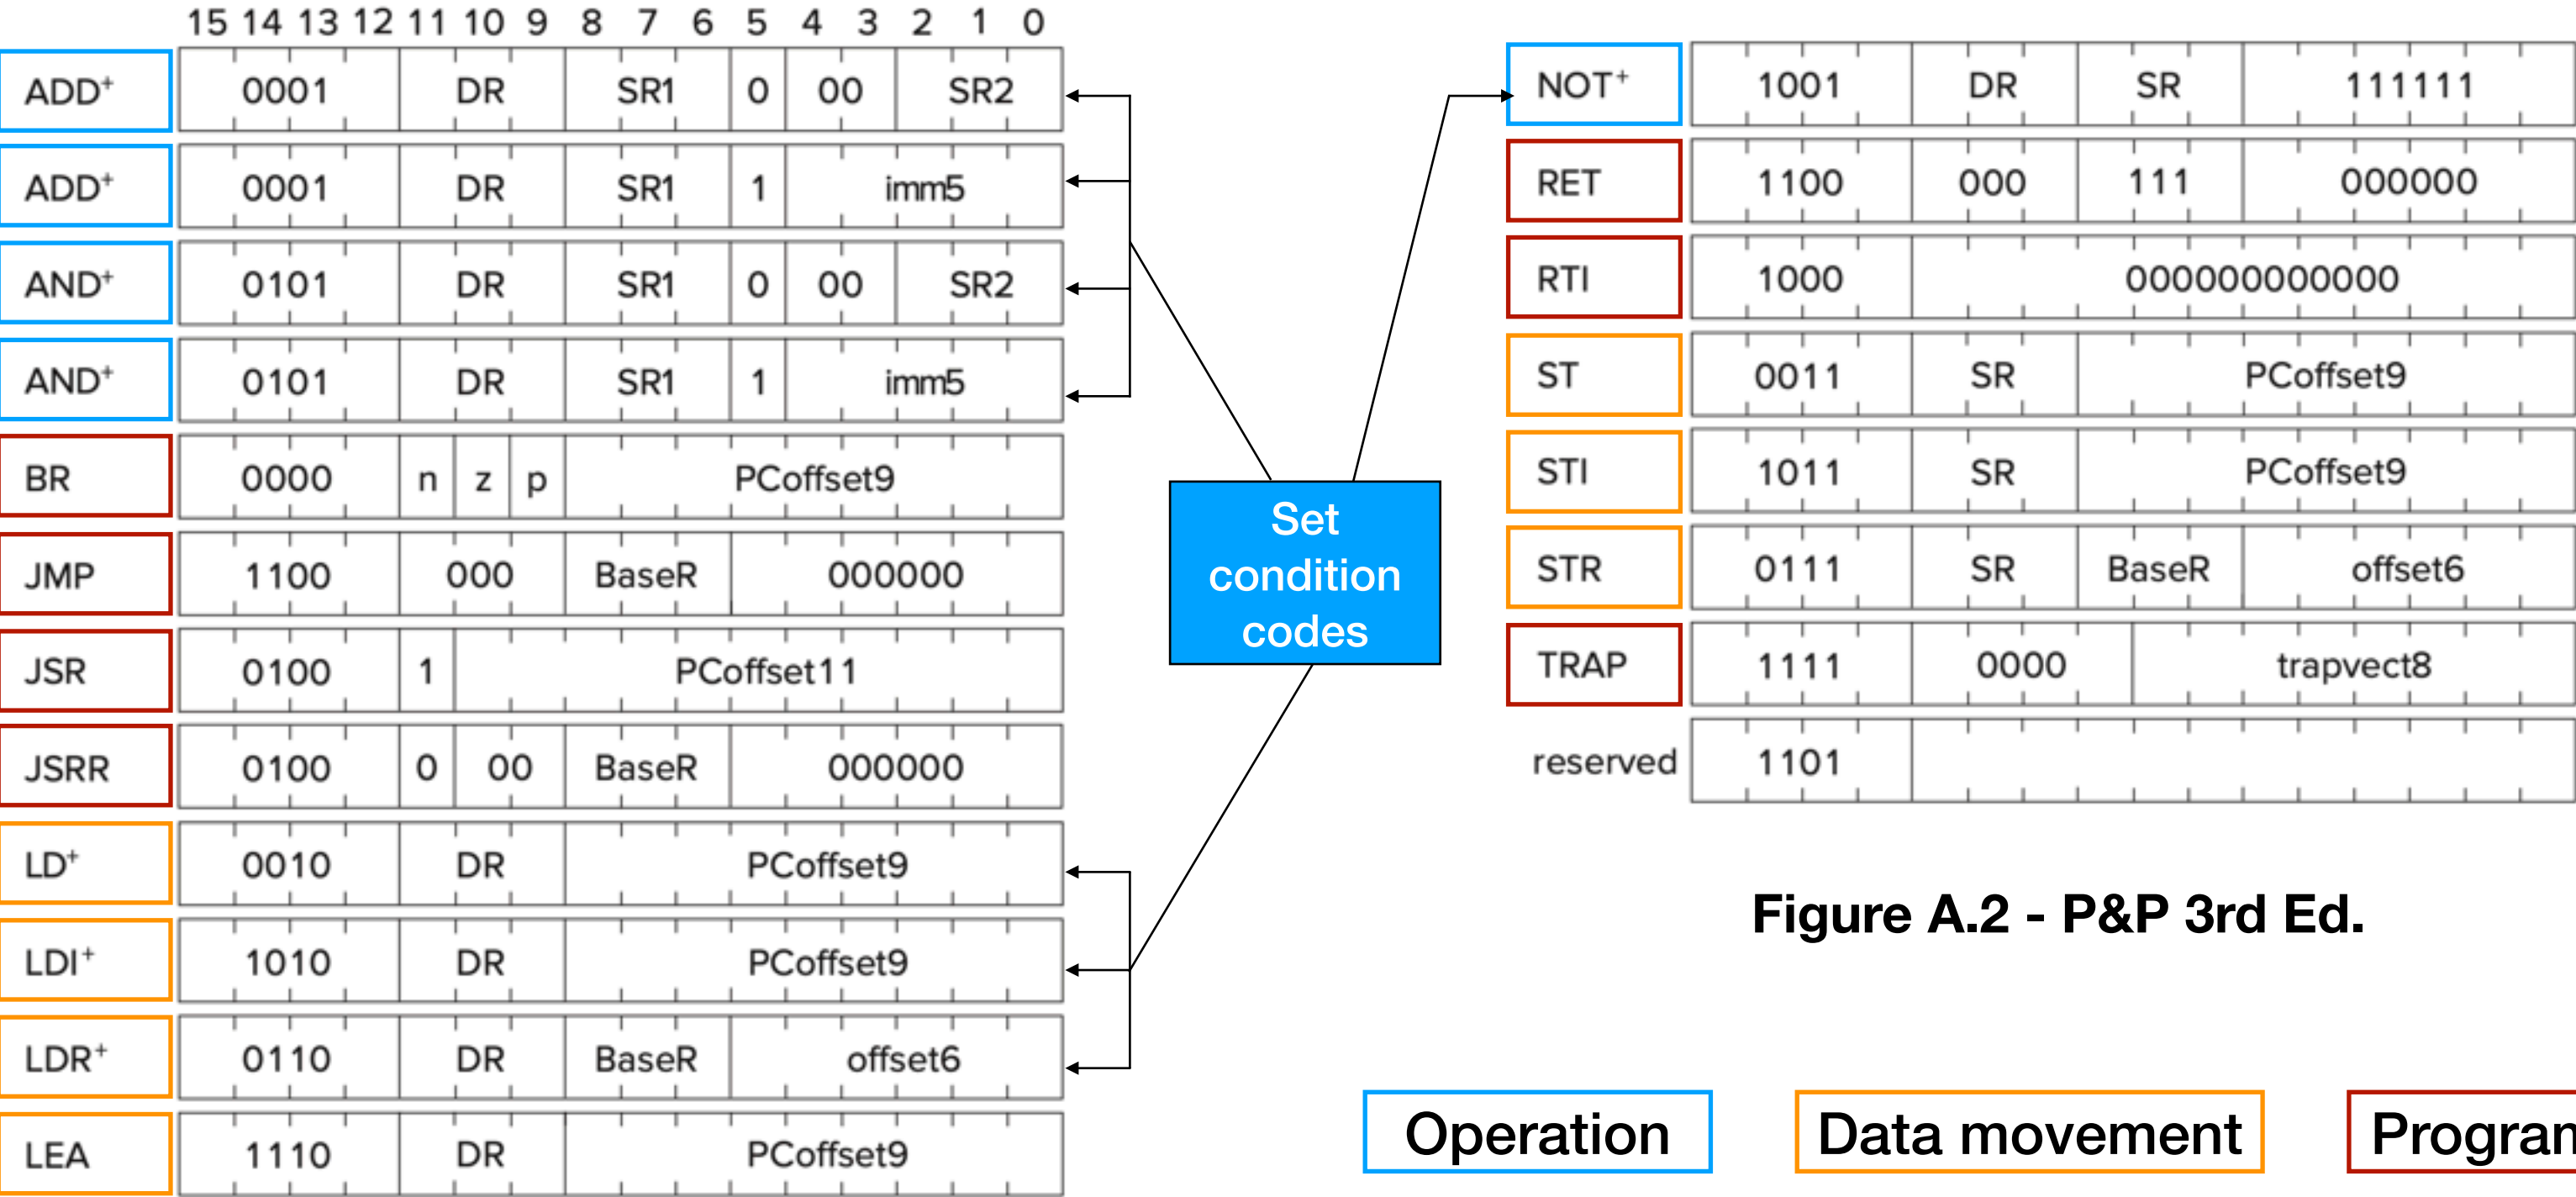 15 14 13 12 11 10 9 8 7 6 5 4 3 2 1 0
ADD+ 0001 DR SR1 0 00 SR2
ADD+ 0001 DR SR1 1 imm5
AND+ 0101 DR SR1 0 00 SR2
AND+ 0101 DR SR1 1 imm5
BR 0000 n z p PCoffset9
JMP 1100 000 BaseR 000000
JSR 0100 1 PCoffset11
JSRR 0100 0 00 BaseR 000000
LD+ 0010 DR PCoffset9
LDI+ 1010 DR PCoffset9
LDR+ 0110 DR BaseR offset6
LEA 1110 DR PCoffset9
Set
condition
codes
NOT+ 1001 DR SR 111111
RET 1100 000 111 000000
RTI 1000 000000000000
ST 0011 SR PCoffset9
STI 1011 SR PCoffset9
STR 0111 SR BaseR offset6
TRAP 1111 0000 trapvect8
reserved 1101
Figure A.2 - P&P 3rd Ed.
Operation Data movement